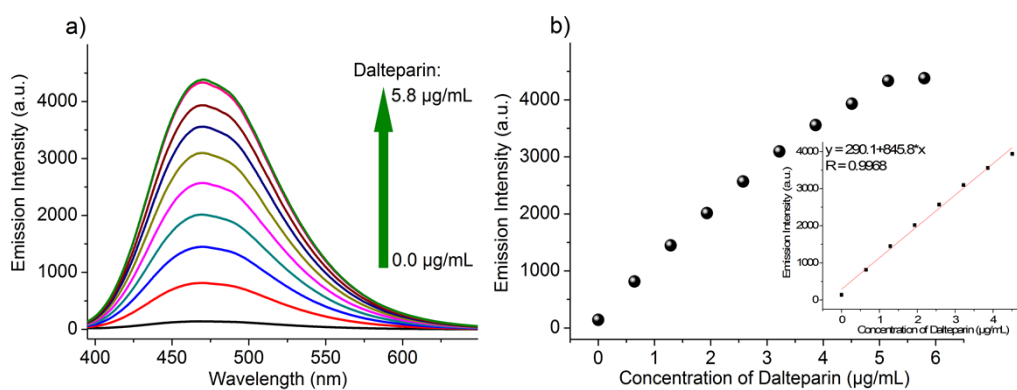 a)
Emission Intensity (a.u.)
4000
3000
2000
1000
0
400
450
500
550
600
Wavelength (nm)
Dalteparin:
5.8 µg/mL
0.0 µg/mL
b)
Emission Intensity (a.u.)
4000
3000
2000
1000
0
0
1
2
3
4
5
6
Concentration of Dalteparin (µg/mL)
y = 290.1+845.8*x
R = 0.9968
Emission Intensity (a.u.)
4000
3000
2000
1000
0
0
1
2
3
4
Concentration of Dalteparin (µg/mL)